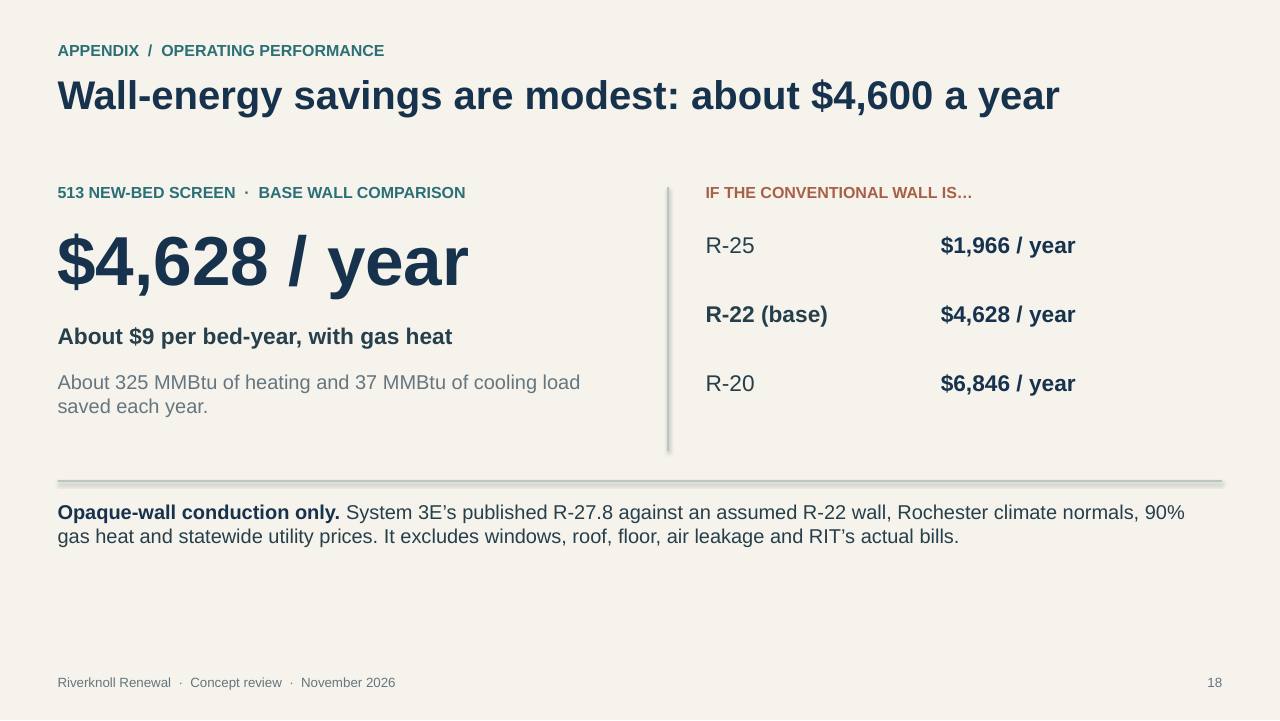 APPENDIX / OPERATING PERFORMANCE
Wall-energy savings are modest: about $4,600 a year
513 NEW-BED SCREEN · BASE WALL COMPARISON
$4,628 / year
About $9 per bed-year, with gas heat
About 325 MMBtu of heating and 37 MMBtu of cooling load
saved each year.
IF THE CONVENTIONAL WALL IS…
R-25 $1,966 / year
R-22 (base) $4,628 / year
R-20 $6,846 / year
Opaque-wall conduction only. System 3E’s published R-27.8 against an assumed R-22 wall, Rochester climate normals, 90%
gas heat and statewide utility prices. It excludes windows, roof, floor, air leakage and RIT’s actual bills.
Riverknoll Renewal · Concept review · November 2026
18